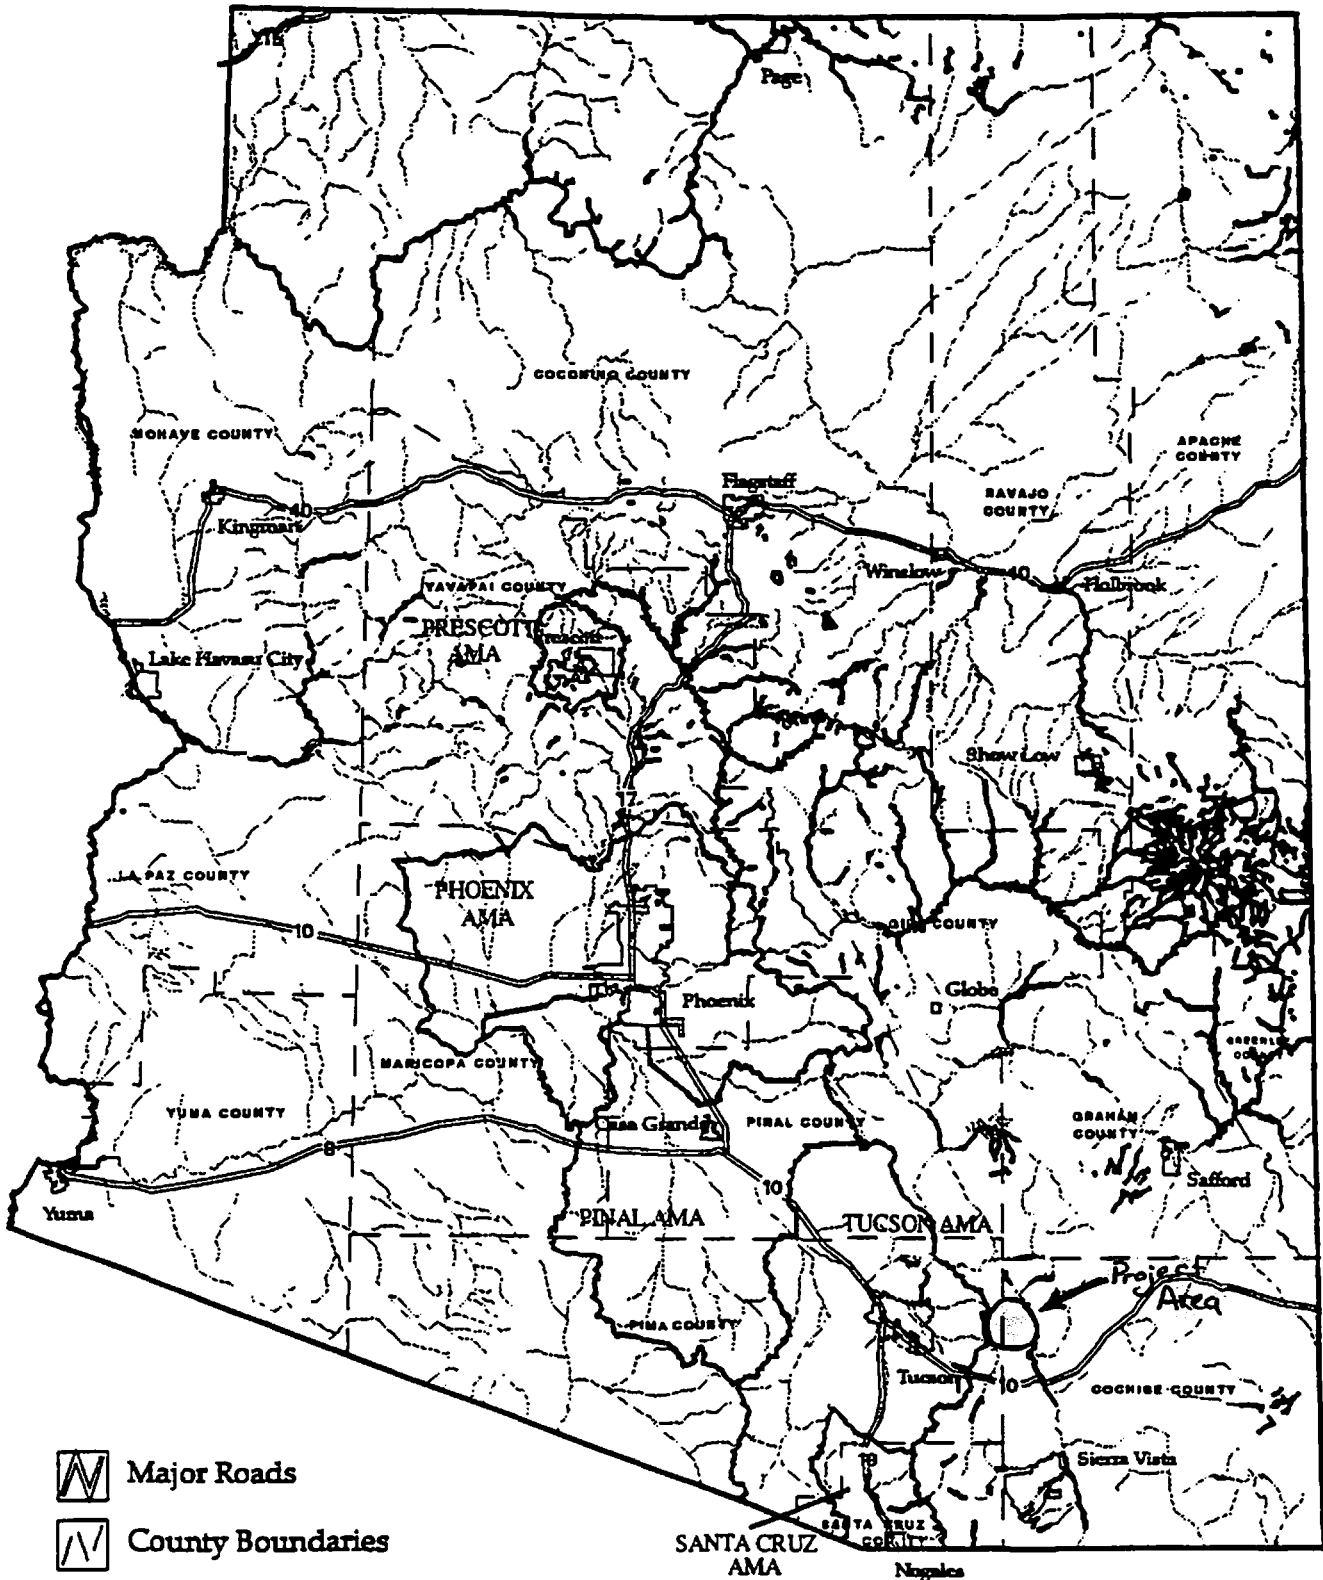 Page
COCONINO COUNTY
MOHAVE COUNTY
APACHE
COUNTY
Flagstaff
NAVAJO
COUNTY
40
Kingman
Winslow
40
Holbrook
YAVAPAI COUNTY
PRESCOTT
AMA
Prescott
Lake Havasu City
Show Low
17
LA PAZ COUNTY
PHOENIX
AMA
GILA COUNTY
10
Globe
Phoenix
GREENLEE
COUNTY
MARICOPA COUNTY
YUMA COUNTY
Casa Grande
PINAL COUNTY
GRAHAM
COUNTY
8
Safford
10
Yuma
PINAL AMA
TUCSON AMA
Project
Area
PIMA COUNTY
Tucson
10
COCHISE COUNTY
Sierra Vista
19
Major Roads
County Boundaries
SANTA CRUZ
COUNTY
SANTA CRUZ
AMA
Nogales